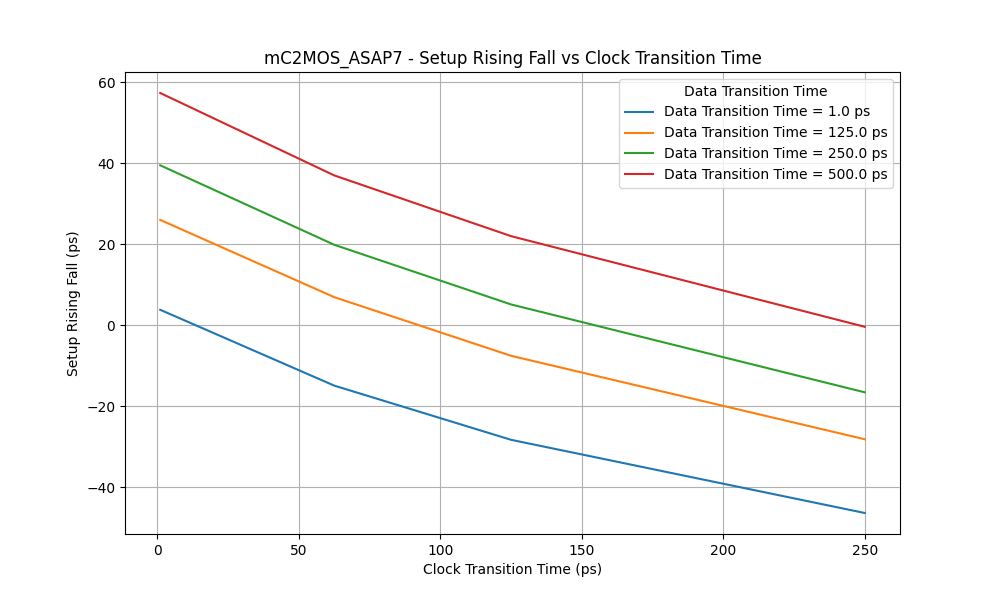 mC2MOS_ASAP7 - Setup Rising Fall vs Clock Transition Time
Data Transition Time
Data Transition Time = 1.0 ps
Data Transition Time = 125.0 ps
Data Transition Time = 250.0 ps
Data Transition Time = 500.0 ps
Setup Rising Fall (ps)
60
40
20
0
−20
−40
0 50 100 150 200 250
Clock Transition Time (ps)